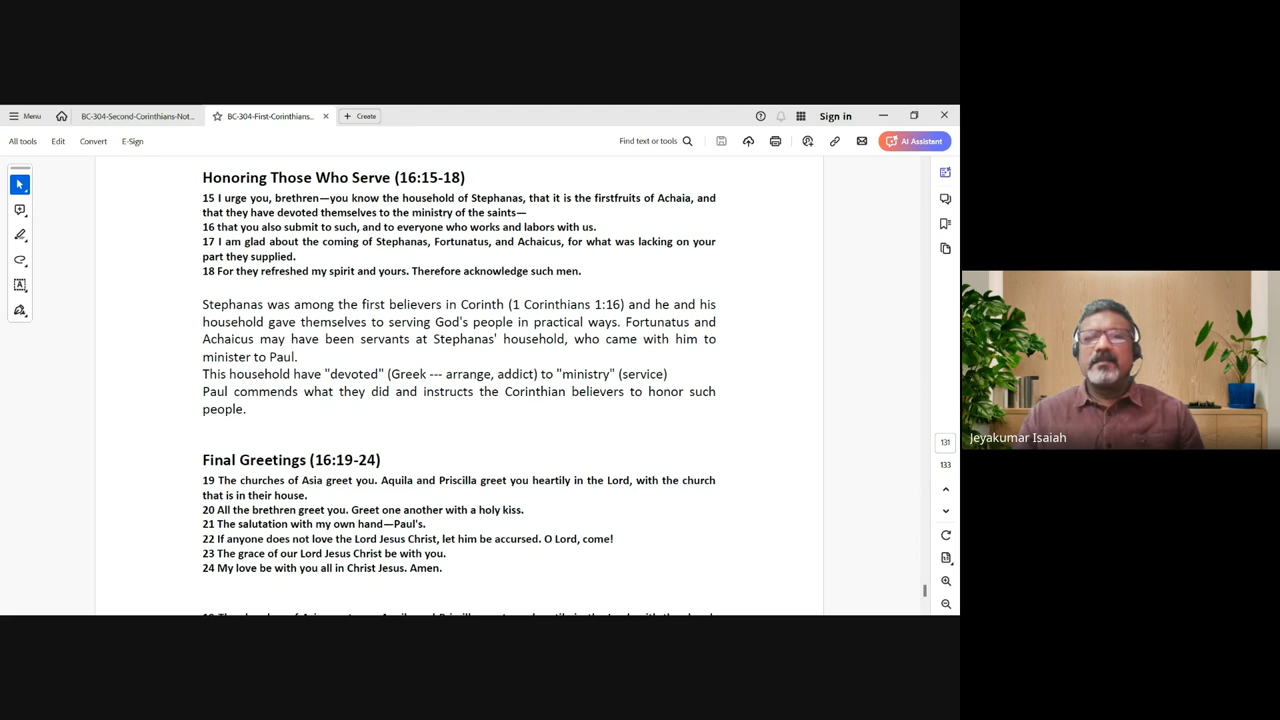 Menu
BC-304-Second-Corinthians-Not...
BC-304-First-Corinthians...
Create
Sign in
All tools
Edit
Convert
E-Sign
Find text or tools
AI Assistant
Honoring Those Who Serve (16:15-18)
15 I urge you, brethren—you know the household of Stephanas, that it is the firstfruits of Achaia, and
that they have devoted themselves to the ministry of the saints—
16 that you also submit to such, and to everyone who works and labors with us.
17 I am glad about the coming of Stephanas, Fortunatus, and Achaicus, for what was lacking on your
part they supplied.
18 For they refreshed my spirit and yours. Therefore acknowledge such men.
Stephanas was among the first believers in Corinth (1 Corinthians 1:16) and he and his
household gave themselves to serving God's people in practical ways. Fortunatus and
Achaicus may have been servants at Stephanas' household, who came with him to
minister to Paul.
This household have "devoted" (Greek --- arrange, addict) to "ministry" (service)
Paul commends what they did and instructs the Corinthian believers to honor such
people.
Final Greetings (16:19-24)
19 The churches of Asia greet you. Aquila and Priscilla greet you heartily in the Lord, with the church
that is in their house.
20 All the brethren greet you. Greet one another with a holy kiss.
21 The salutation with my own hand—Paul's.
22 If anyone does not love the Lord Jesus Christ, let him be accursed. O Lord, come!
23 The grace of our Lord Jesus Christ be with you.
24 My love be with you all in Christ Jesus. Amen.
131
133
Jeyakumar Isaiah